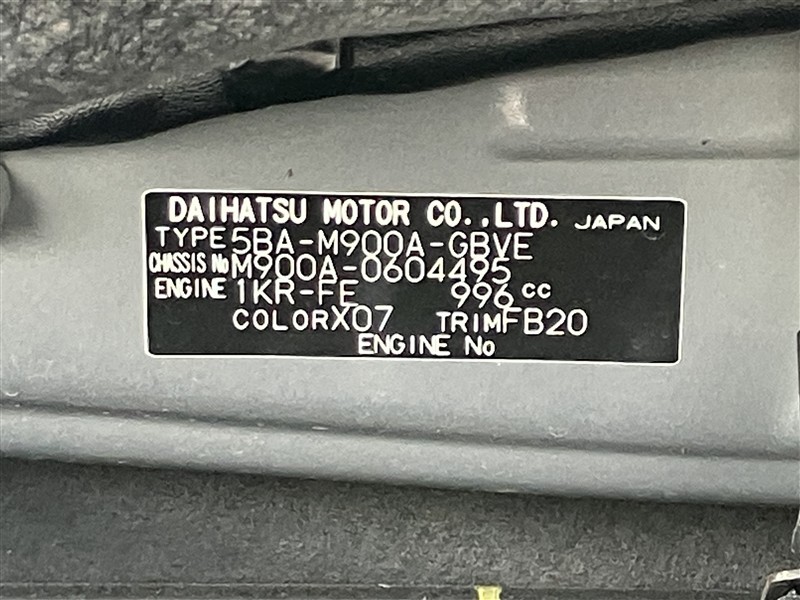 DAIHATSU MOTOR CO.,LTD. JAPAN
TYPE 5BA-M900A-GBVE
CHASSIS No M900A-0604495
ENGINE 1KR-FE 996 cc
COLOR X07 TRIM FB20
ENGINE No